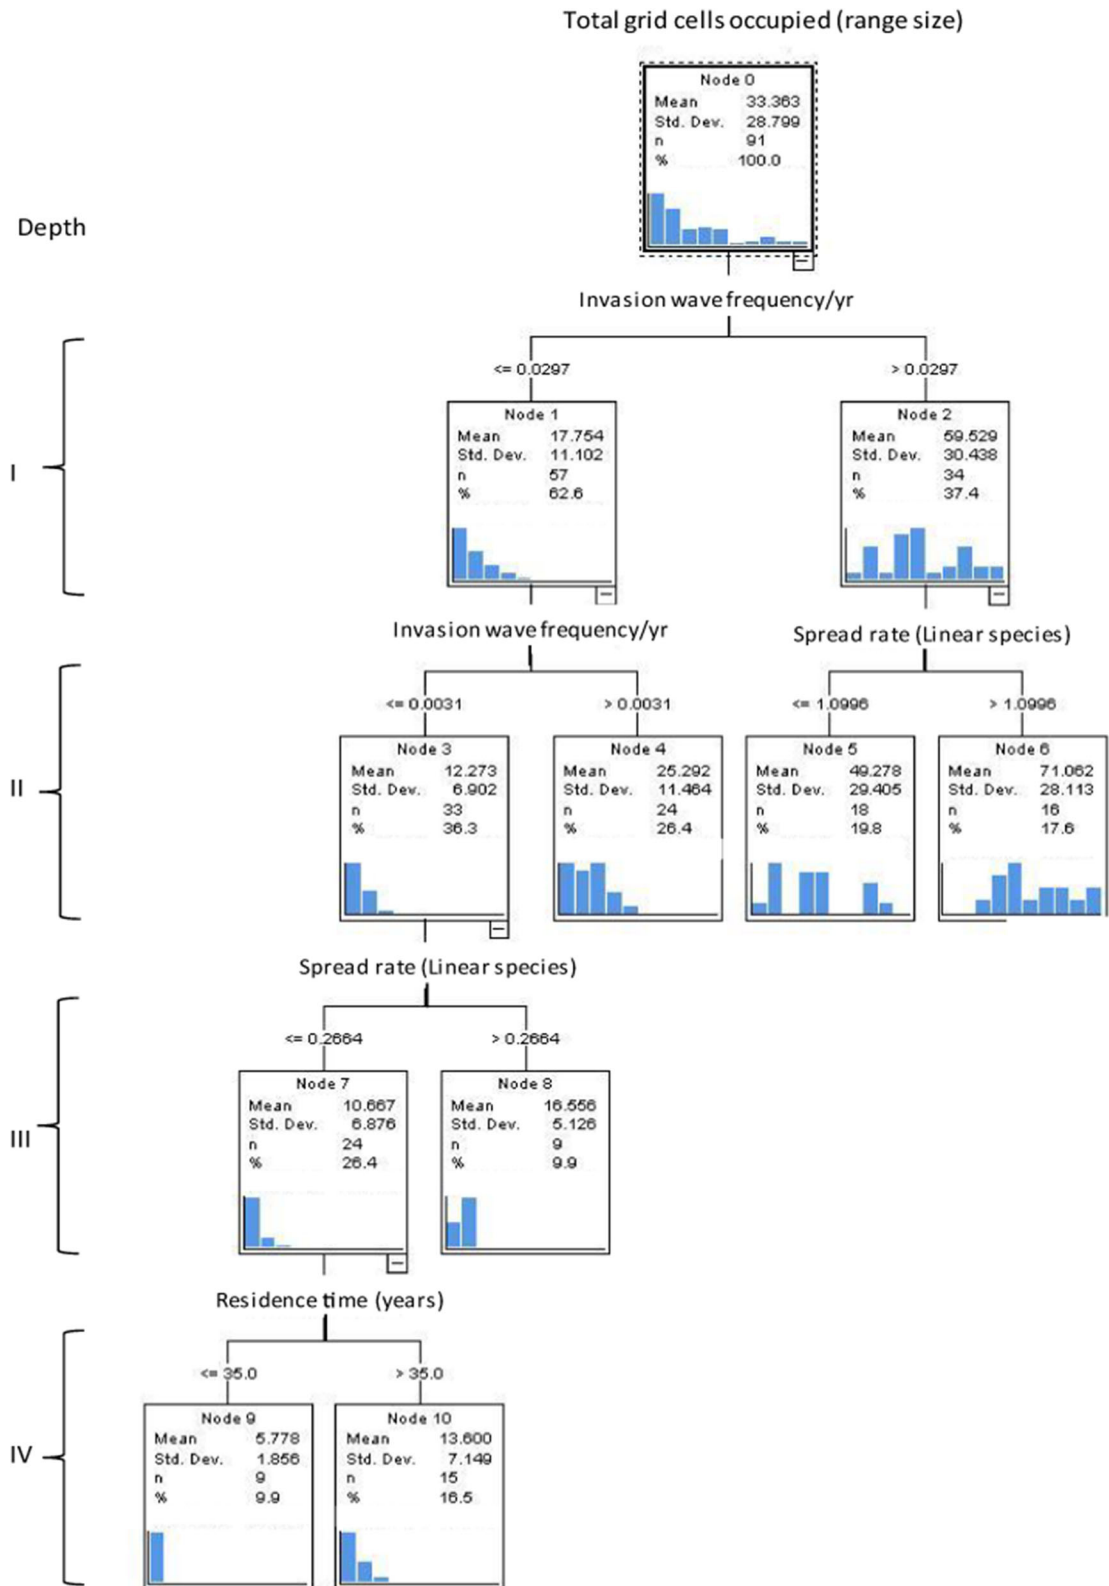 Total grid cells occupied (range size)
Node 0
Mean 33.363
Std. Dev. 28.799
n 91
% 100.0
Depth
Invasion wave frequency/yr
<= 0.0297 > 0.0297
I
Node 1
Mean 17.754
Std. Dev. 11.102
n 57
% 62.6
Node 2
Mean 59.529
Std. Dev. 30.438
n 34
% 37.4
Invasion wave frequency/yr
Spread rate (Linear species)
<= 0.0031 > 0.0031 <= 1.0996 > 1.0996
II
Node 3
Mean 12.273
Std. Dev. 6.902
n 33
% 36.3
Node 4
Mean 25.292
Std. Dev. 11.464
n 24
% 26.4
Node 5
Mean 49.278
Std. Dev. 29.405
n 18
% 19.8
Node 6
Mean 71.062
Std. Dev. 28.113
n 16
% 17.6
Spread rate (Linear species)
<= 0.2664 > 0.2664
III
Node 7
Mean 10.667
Std. Dev. 6.876
n 24
% 26.4
Node 8
Mean 16.556
Std. Dev. 5.126
n 9
% 9.9
Residence time (years)
<= 35.0 > 35.0
IV
Node 9
Mean 5.778
Std. Dev. 1.856
n 9
% 9.9
Node 10
Mean 13.600
Std. Dev. 7.149
n 15
% 16.5